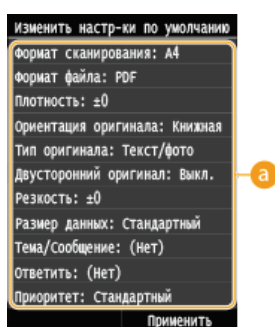 Изменить настр-ки по умолчанию
Формат сканирования: A4
Формат файла: PDF
Плотность: ±0
Ориентация оригинала: Книжная
Тип оригинала: Текст/фото
Двусторонний оригинал: Выкл.
a
Резкость: ±0
Размер данных: Стандартный
Тема/Сообщение: (Нет)
Ответить: (Нет)
Приоритет: Стандартный
Применить